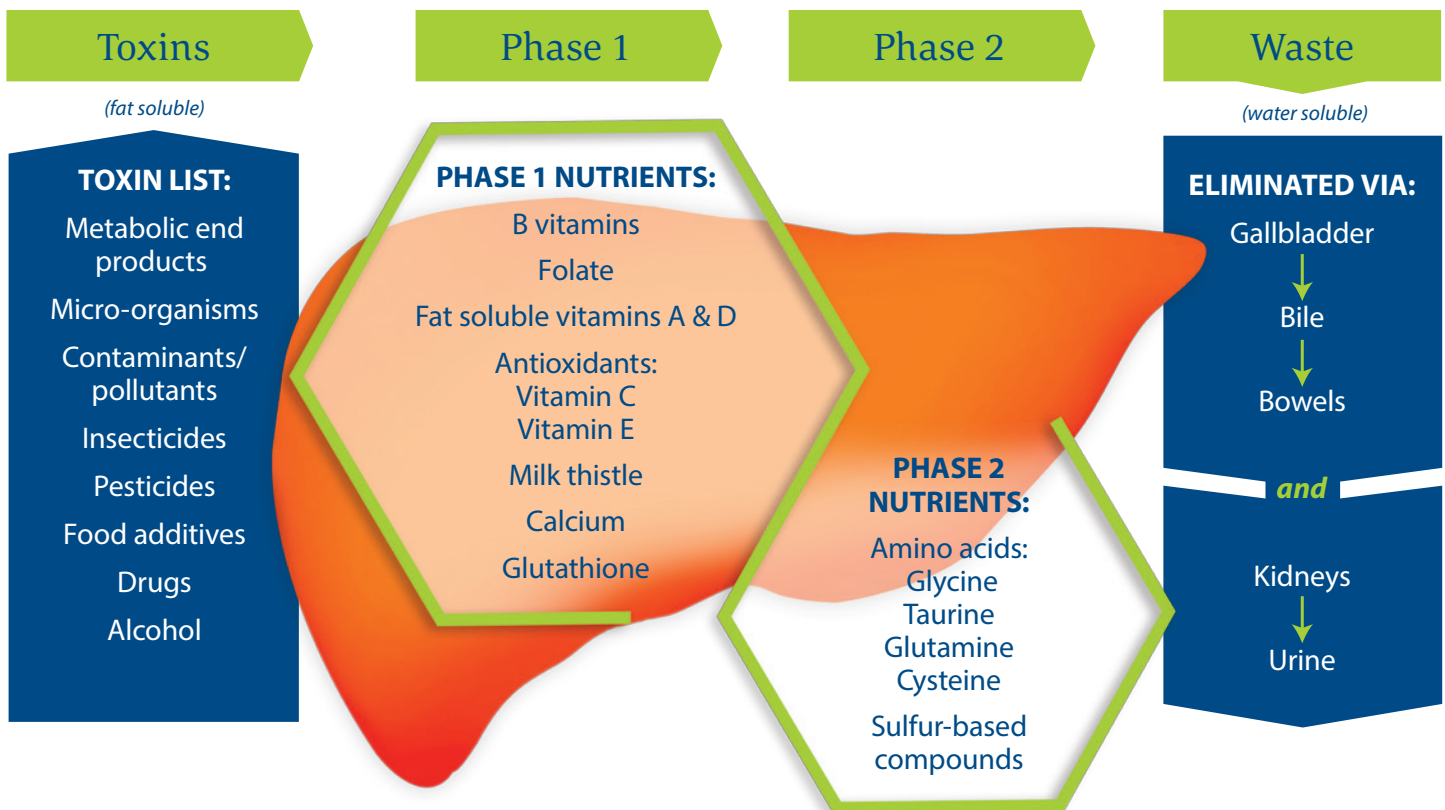 Toxins
Phase 1
Phase 2
Waste
(fat soluble)
TOXIN LIST:
Metabolic end
products
Micro-organisms
Contaminants/
pollutants
Insecticides
Pesticides
Food additives
Drugs
Alcohol
PHASE 1 NUTRIENTS:
B vitamins
Folate
Fat soluble vitamins A & D
Antioxidants:
Vitamin C
Vitamin E
Milk thistle
Calcium
Glutathione
PHASE 2
NUTRIENTS:
Amino acids:
Glycine
Taurine
Glutamine
Cysteine
Sulfur-based
compounds
(water soluble)
ELIMINATED VIA:
Gallbladder
Bile
Bowels
and
Kidneys
Urine